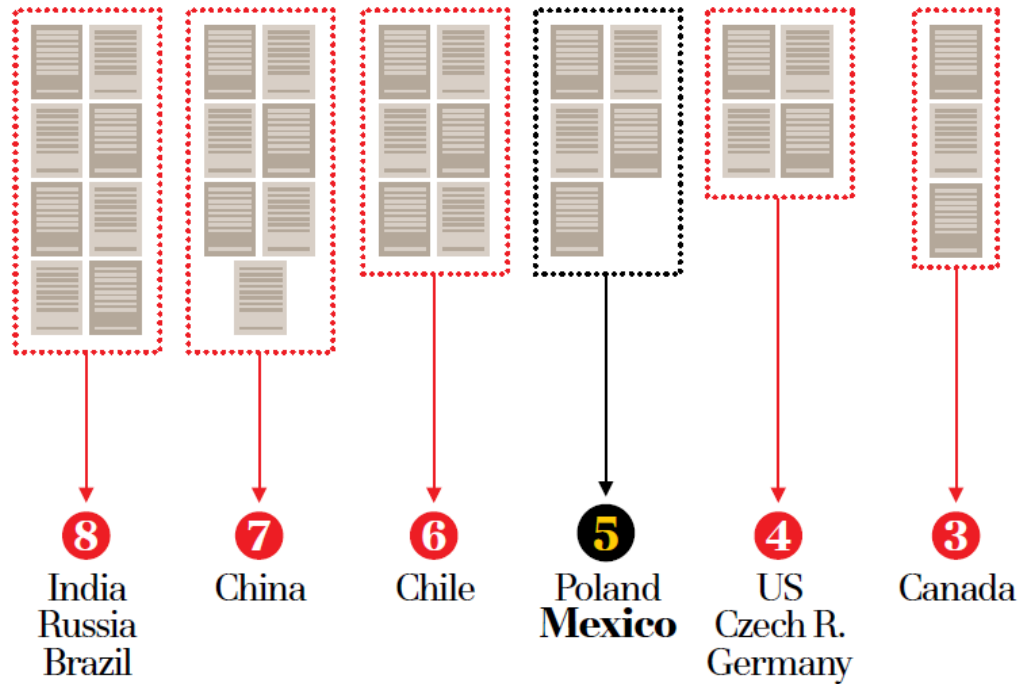 8
India
Russia
Brazil
7
China
6
Chile
5
Poland
Mexico
4
US
Czech R.
Germany
3
Canada